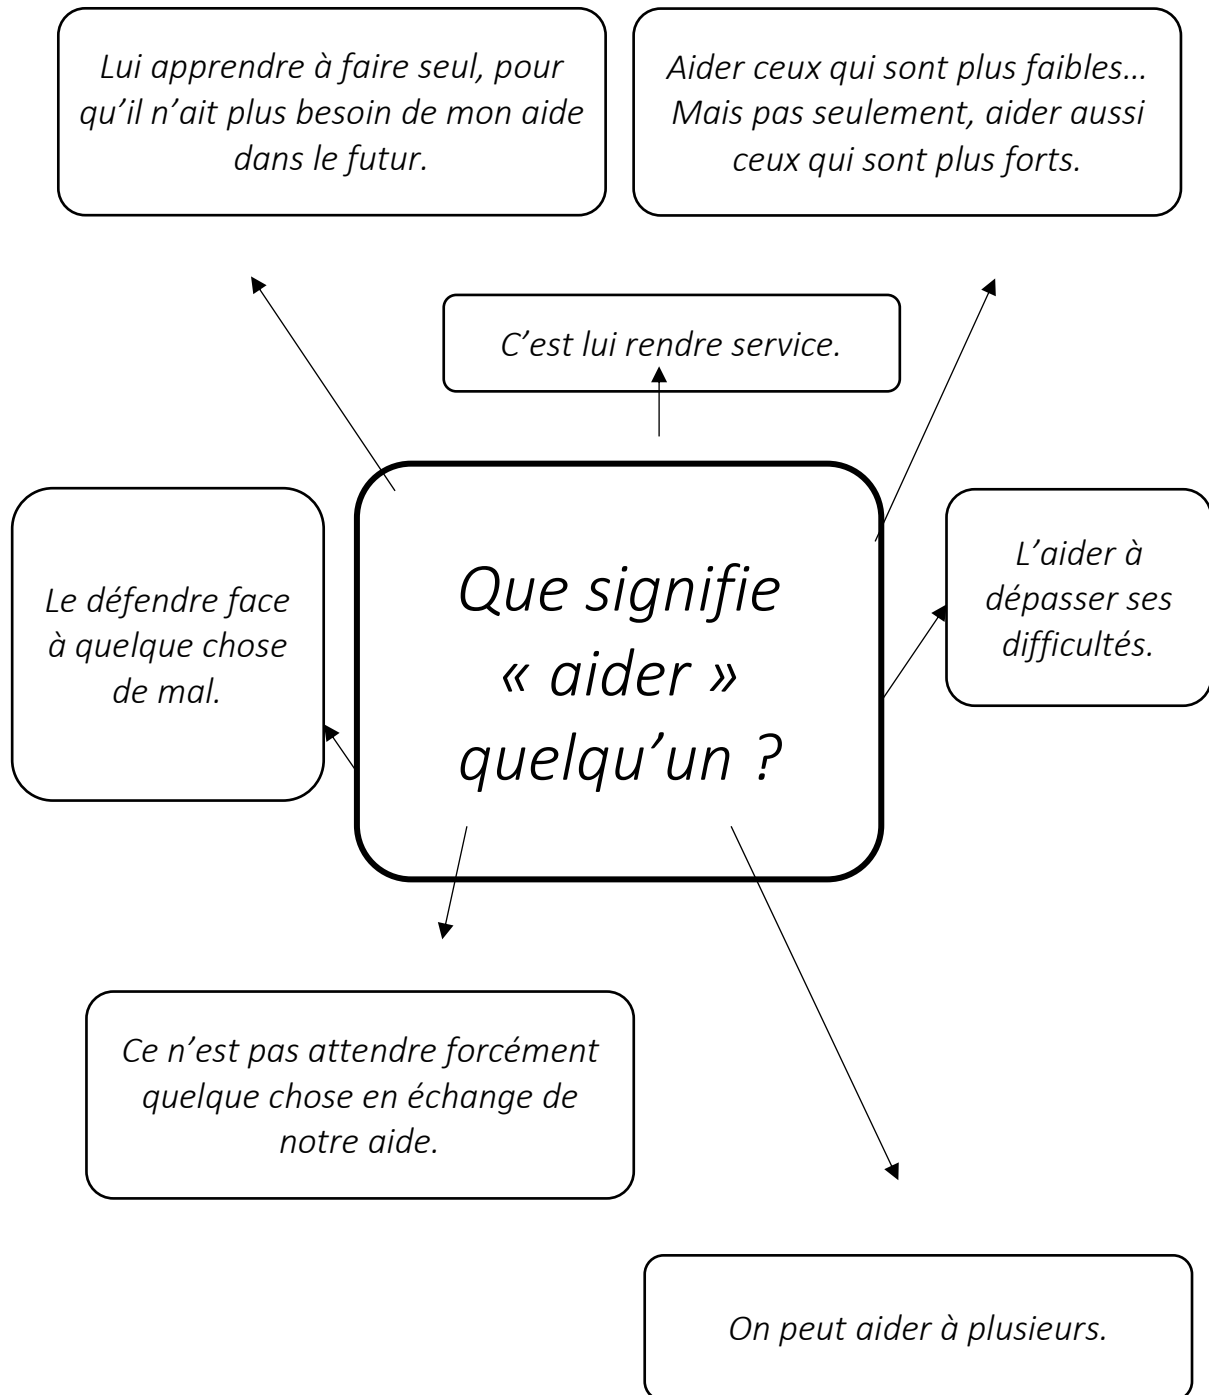 Lui apprendre à faire seul, pour
qu’il n’ait plus besoin de mon aide
dans le futur.
Aider ceux qui sont plus faibles…
Mais pas seulement, aider aussi
ceux qui sont plus forts.
C’est lui rendre service.
Le défendre face
à quelque chose
de mal.
Que signifie
« aider »
quelqu’un ?
L’aider à
dépasser ses
difficultés.
Ce n’est pas attendre forcément
quelque chose en échange de
notre aide.
On peut aider à plusieurs.